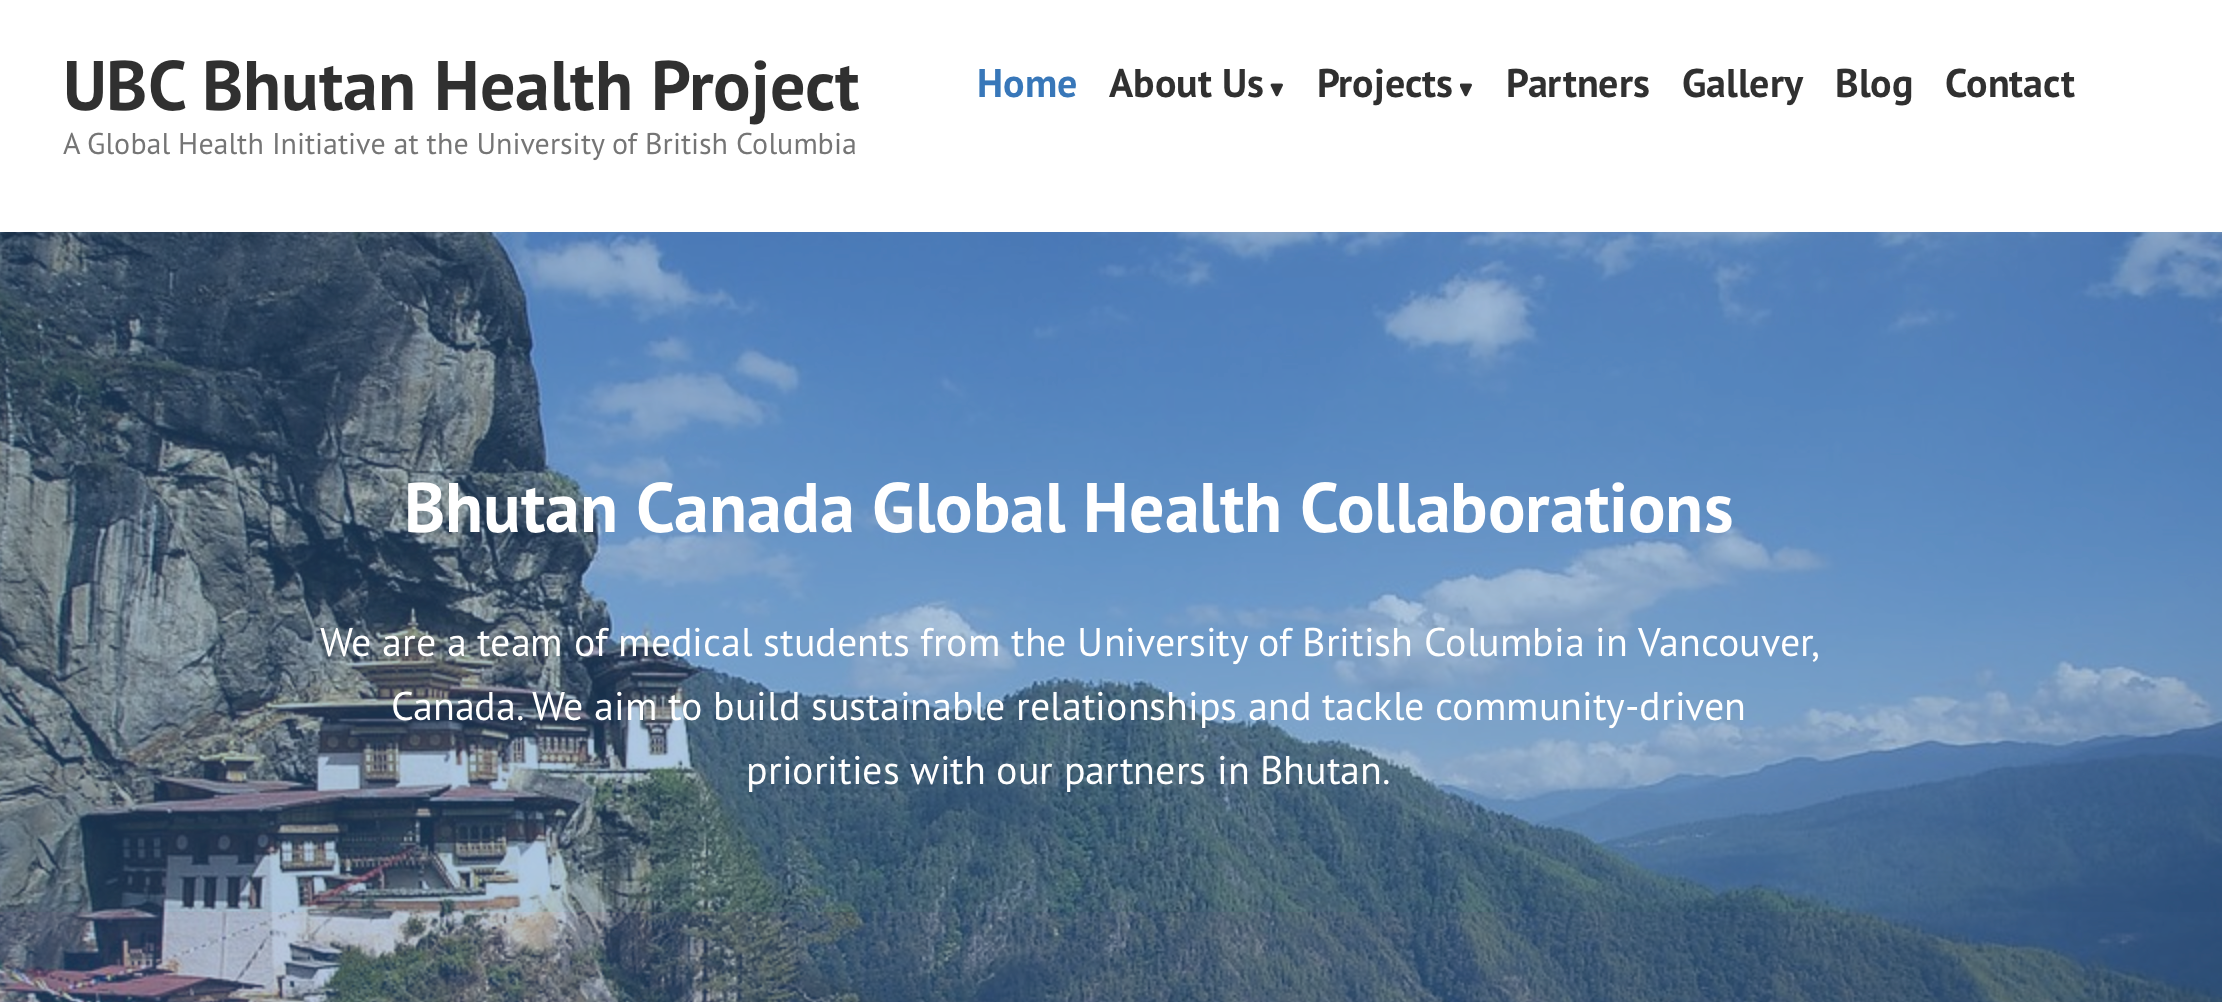 UBC Bhutan Health Project
A Global Health Initiative at the University of British Columbia
Home About Us ▼ Projects ▼ Partners Gallery Blog Contact
Bhutan Canada Global Health Collaborations
We are a team of medical students from the University of British Columbia in Vancouver,
Canada. We aim to build sustainable relationships and tackle community-driven
priorities with our partners in Bhutan.